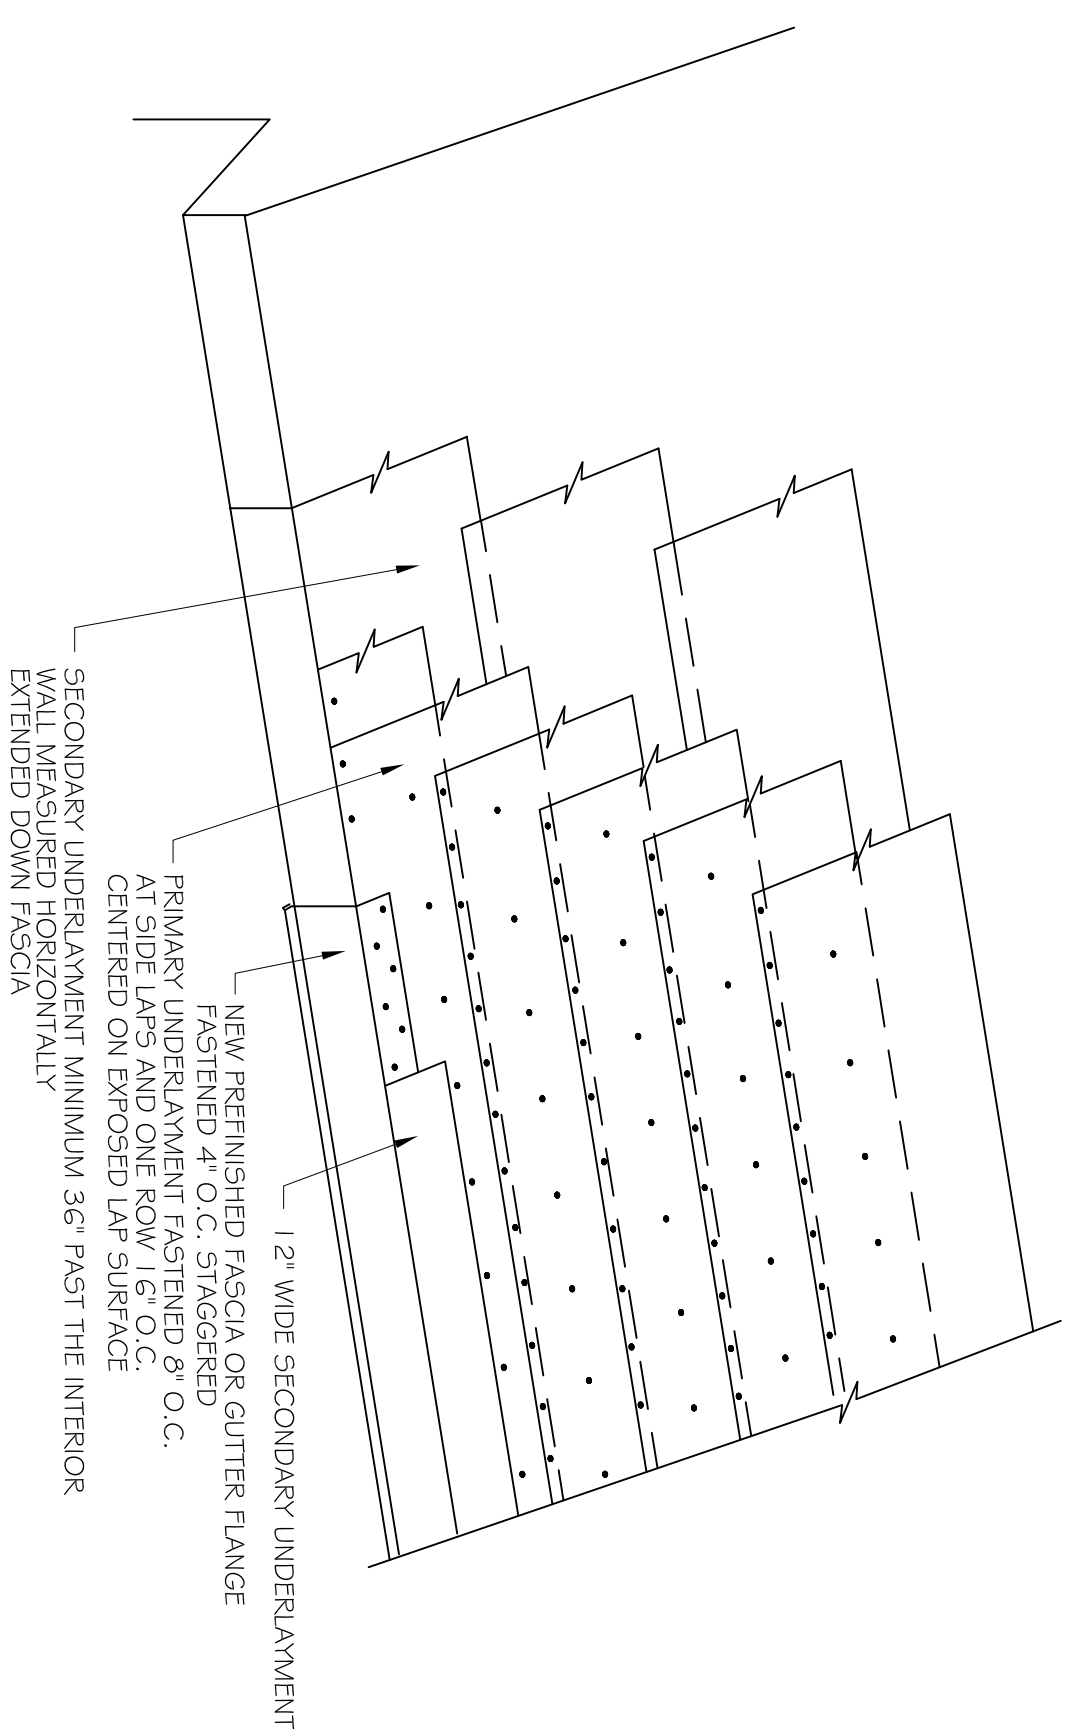 12" WIDE SECONDARY UNDERLAYMENT
NEW PREFINISHED FASCIA OR GUTTER FLANGE
FASTENED 4" O.C. STAGGERED
PRIMARY UNDERLAYMENT FASTENED 8" O.C.
AT SIDE LAPS AND ONE ROW 16" O.C.
CENTERED ON EXPOSED LAP SURFACE
SECONDARY UNDERLAYMENT MINIMUM 36" PAST THE INTERIOR
WALL MEASURED HORIZONTALLY
EXTENDED DOWN FASCIA